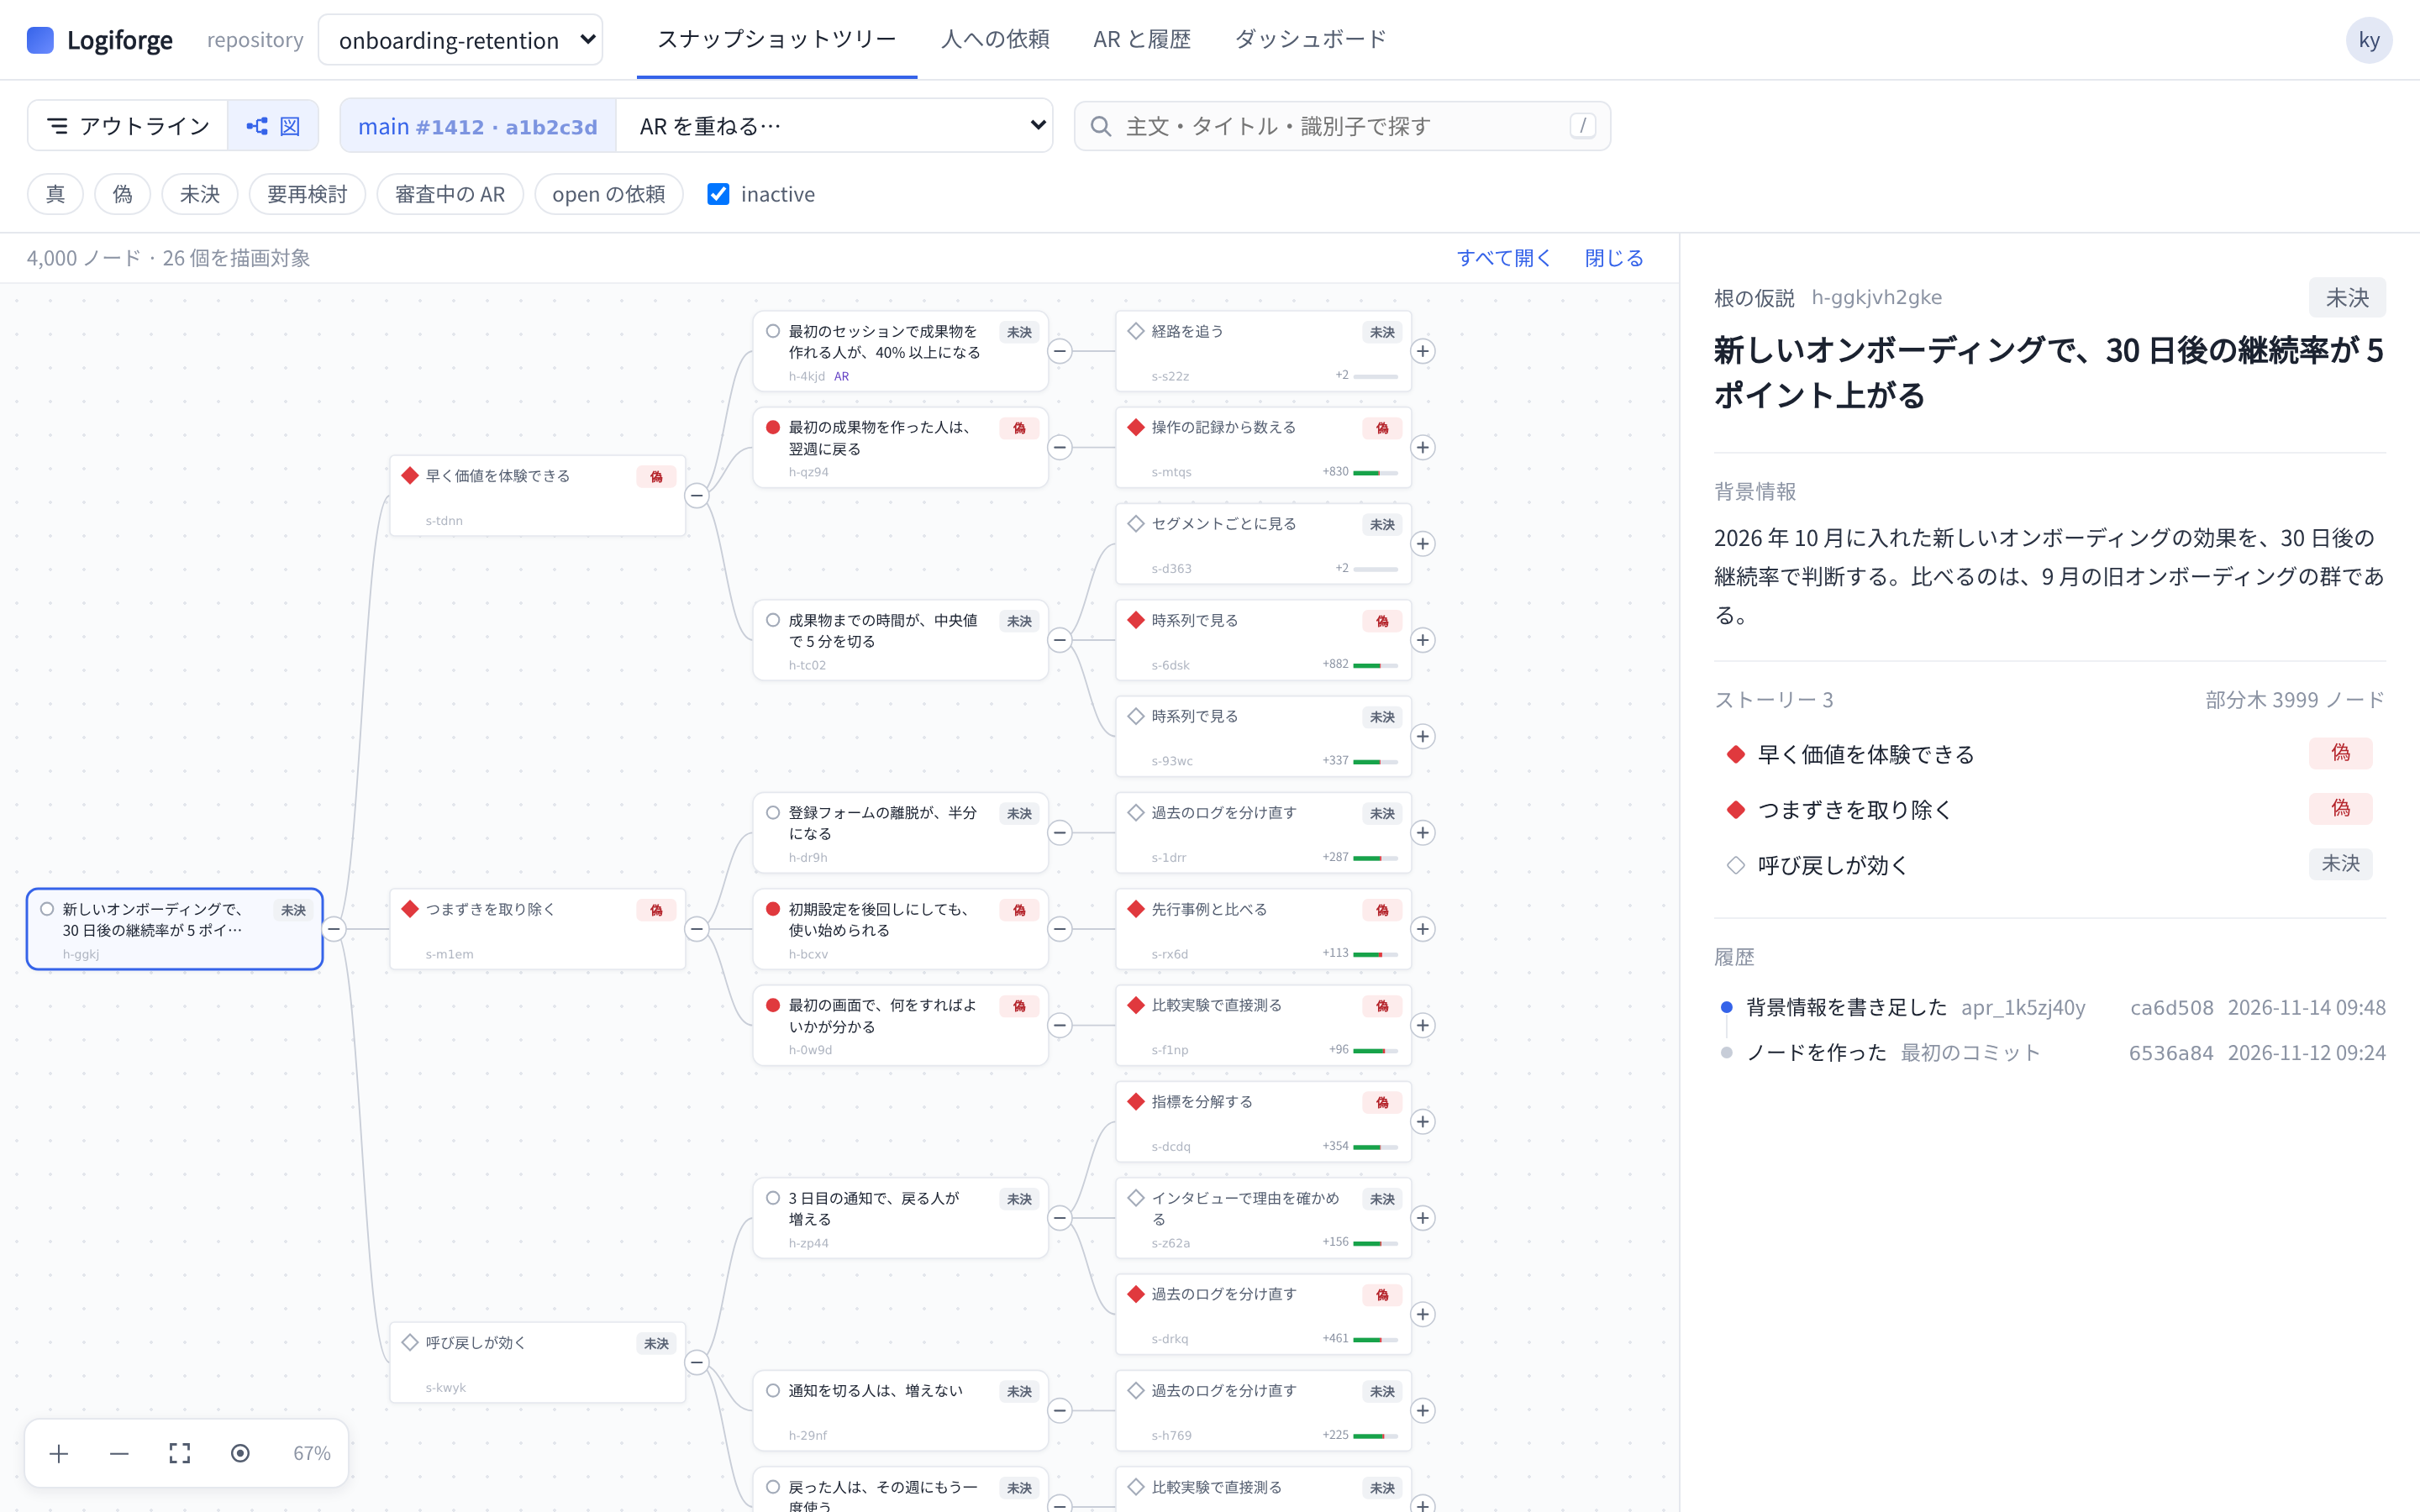 Logiforge
repository
onboarding-retention
スナップショットツリー
人への依頼
AR と履歴
ダッシュボード
ky
アウトライン
図
main #1412 · a1b2c3d
AR を重ねる…
主文・タイトル・識別子で探す
/
真
偽
未決
要再検討
審査中の AR
open の依頼
inactive
4,000 ノード · 26 個を描画対象
すべて開く
閉じる
新しいオンボーディングで、
30 日後の継続率が 5 ポイ…
未決
h-ggkj
早く価値を体験できる
偽
s-tdnn
つまずきを取り除く
偽
s-m1em
呼び戻しが効く
未決
s-kwyk
最初のセッションで成果物を
作れる人が、40% 以上になる
未決
h-4kjd AR
最初の成果物を作った人は、
翌週に戻る
偽
h-qz94
成果物までの時間が、中央値
で 5 分を切る
未決
h-tc02
登録フォームの離脱が、半分
になる
未決
h-dr9h
初期設定を後回しにしても、
使い始められる
偽
h-bcxv
最初の画面で、何をすればよ
いかが分かる
偽
h-0w9d
3 日目の通知で、戻る人が
増える
未決
h-zp44
通知を切る人は、増えない
未決
h-29nf
戻った人は、その週にもう一
度使う
未決
経路を追う
未決
s-s22z
+2
操作の記録から数える
偽
s-mtqs
+830
セグメントごとに見る
未決
s-d363
+2
時系列で見る
偽
s-6dsk
+882
時系列で見る
未決
s-93wc
+337
過去のログを分け直す
未決
s-1drr
+287
先行事例と比べる
偽
s-rx6d
+113
比較実験で直接測る
偽
s-f1np
+96
指標を分解する
偽
s-dcdq
+354
インタビューで理由を確かめ
る
未決
s-z62a
+156
過去のログを分け直す
偽
s-drkq
+461
過去のログを分け直す
未決
s-h769
+225
比較実験で直接測る
未決
67%
根の仮説 h-ggkjvh2gke
未決
新しいオンボーディングで、30 日後の継続率が 5
ポイント上がる
背景情報
2026 年 10 月に入れた新しいオンボーディングの効果を、30 日後の
継続率で判断する。比べるのは、9 月の旧オンボーディングの群であ
る。
ストーリー 3
部分木 3999 ノード
早く価値を体験できる
偽
つまずきを取り除く
偽
呼び戻しが効く
未決
履歴
背景情報を書き足した apr_1k5zj40y ca6d508 2026-11-14 09:48
ノードを作った 最初のコミット 6536a84 2026-11-12 09:24